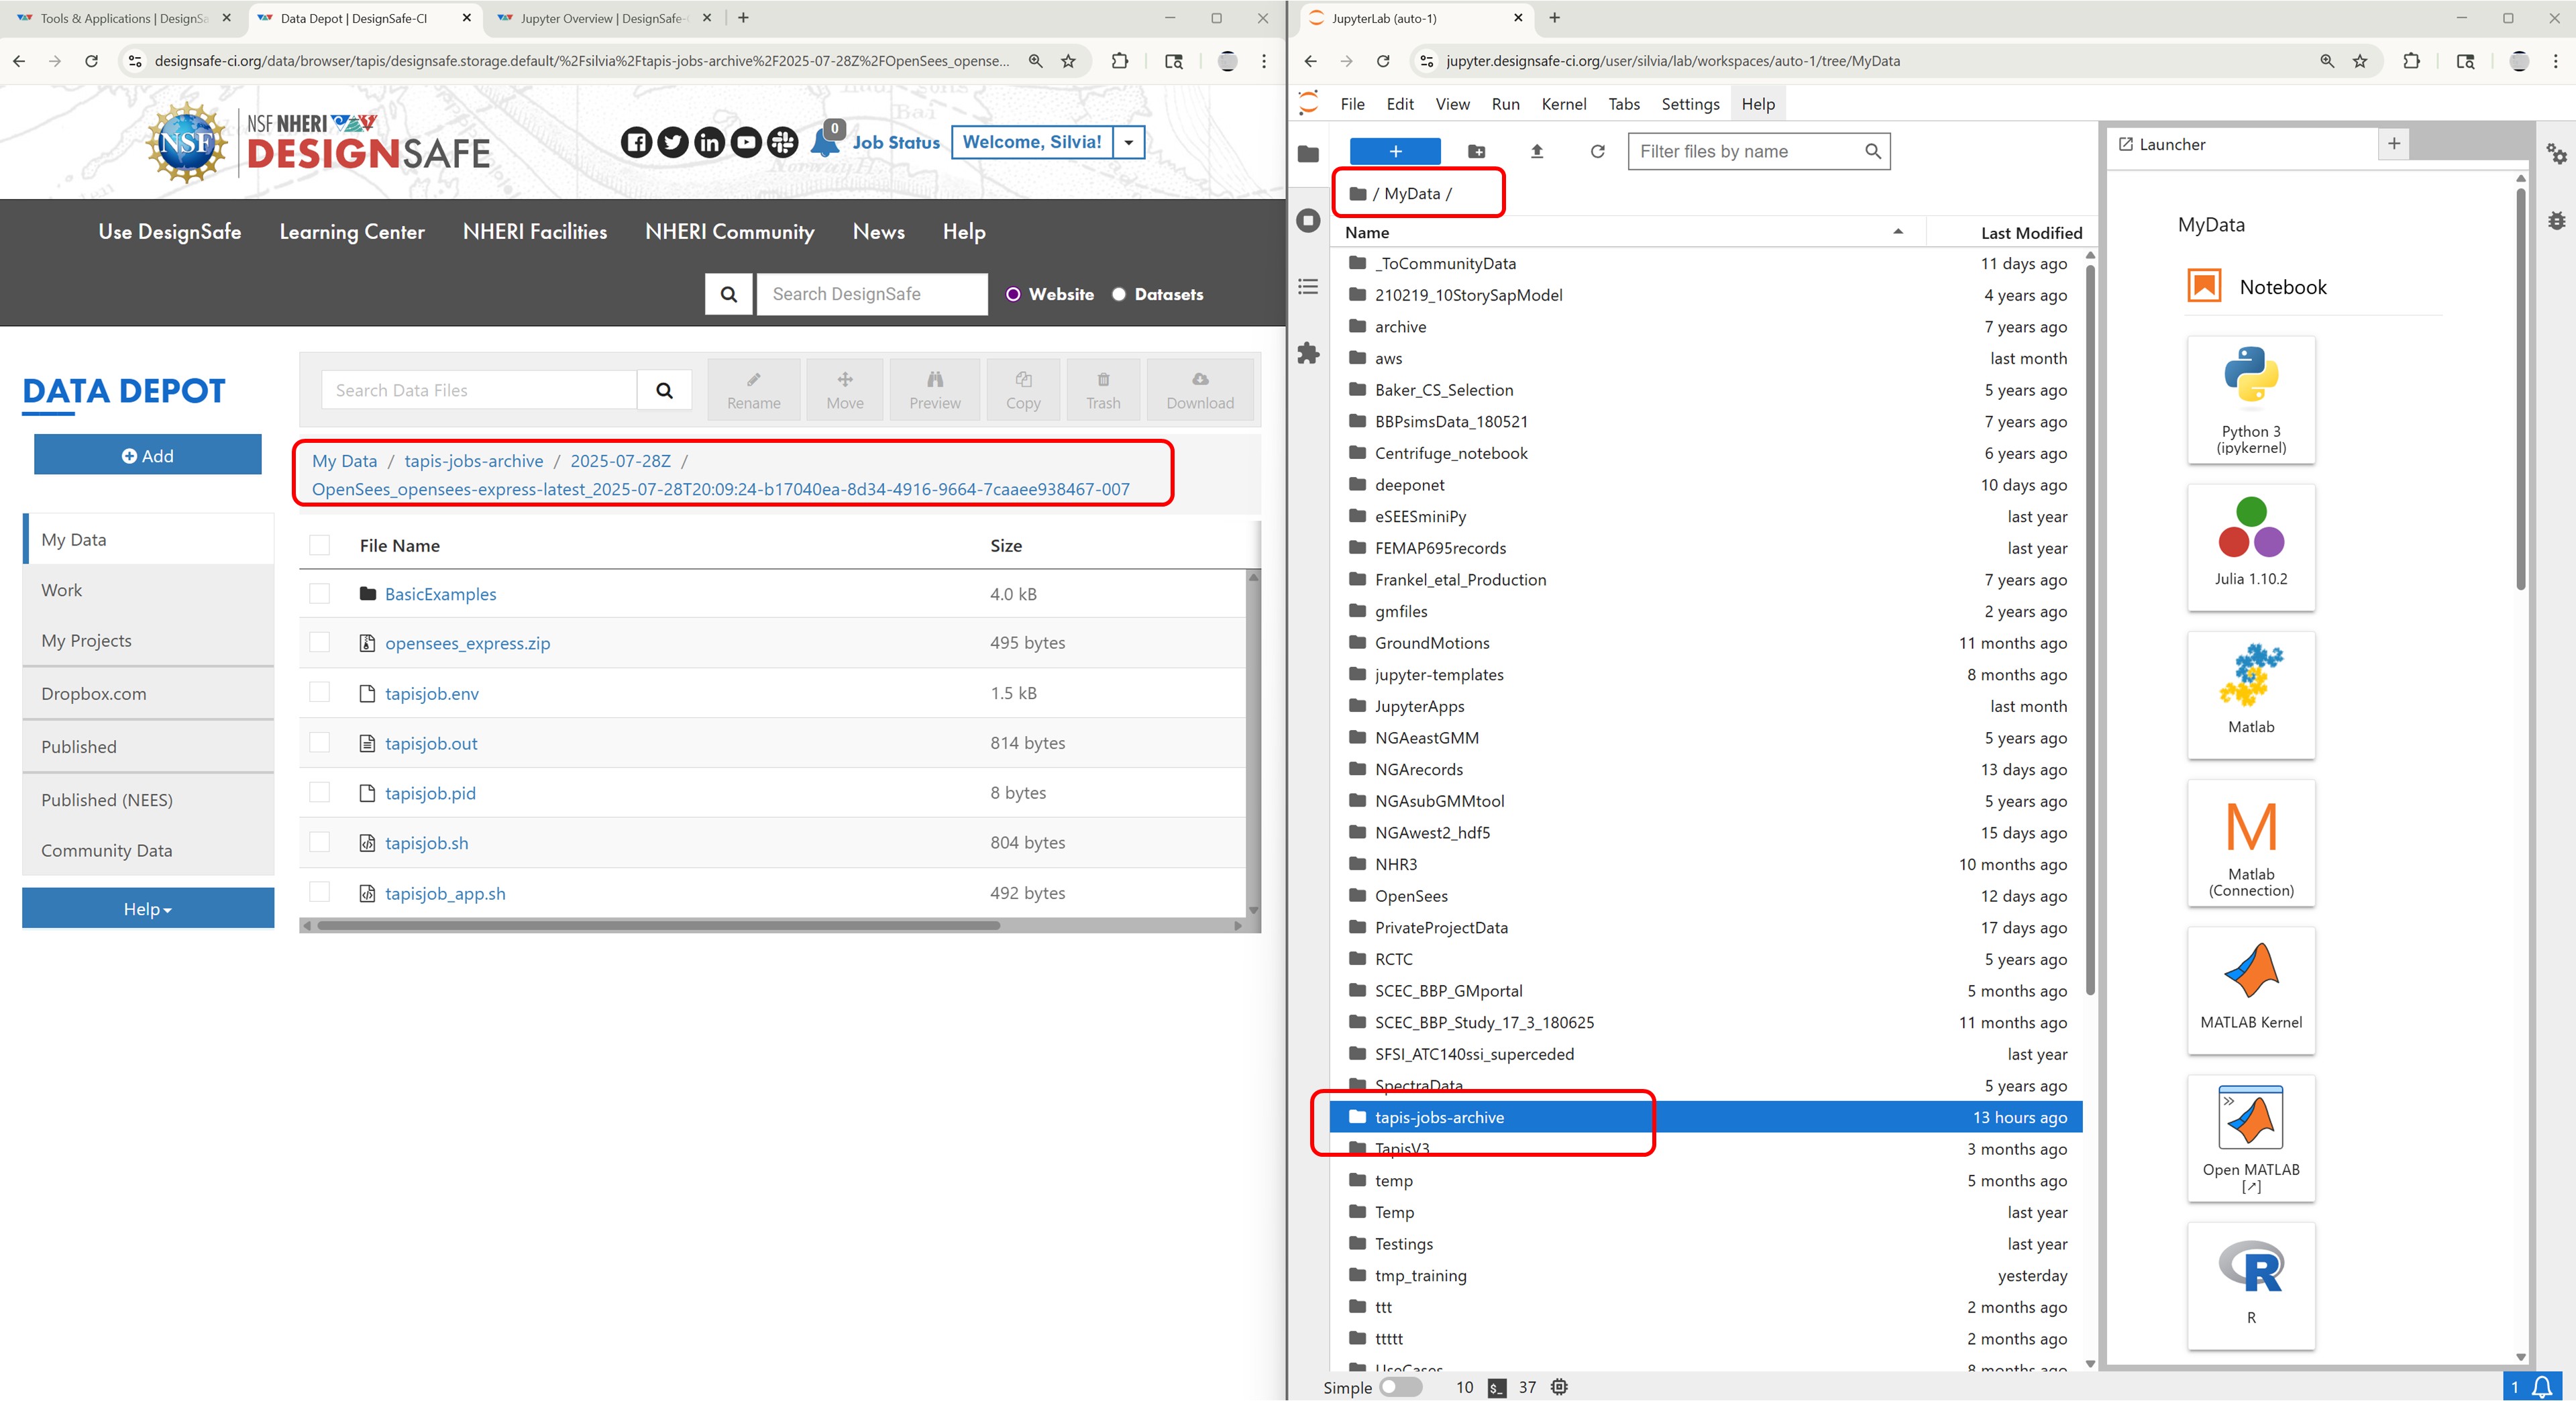 Tools & Applications | DesignSa
Data Depot | DesignSafe-CI
Jupyter Overview | DesignSafe-
designsafe-ci.org/data/browser/tapis/designsafe.storage.default/%2Fsilvia%2Ftapis-jobs-archive%2F2025-07-28Z%2FOpenSees_opense...
NSF
NSF NHERI
DESIGNSAFE
0
Job Status
Welcome, Silvia!
Use DesignSafe
Learning Center
NHERI Facilities
NHERI Community
News
Help
Search DesignSafe
Website
Datasets
DATA DEPOT
Add
My Data
Work
My Projects
Dropbox.com
Published
Published (NEES)
Community Data
Help
Search Data Files
Rename
Move
Preview
Copy
Trash
Download
My Data / tapis-jobs-archive / 2025-07-28Z /
OpenSees_opensees-express-latest_2025-07-28T20:09:24-b17040ea-8d34-4916-9664-7caaee938467-007
File Name Size
BasicExamples 4.0 kB
opensees_express.zip 495 bytes
tapisjob.env 1.5 kB
tapisjob.out 814 bytes
tapisjob.pid 8 bytes
tapisjob.sh 804 bytes
tapisjob_app.sh 492 bytes
JupyterLab (auto-1)
jupyter.designsafe-ci.org/user/silvia/lab/workspaces/auto-1/tree/MyData
File Edit View Run Kernel Tabs Settings Help
+
Filter files by name
/ MyData /
Name Last Modified
_ToCommunityData 11 days ago
210219_10StorySapModel 4 years ago
archive 7 years ago
aws last month
Baker_CS_Selection 5 years ago
BBPsimsData_180521 7 years ago
Centrifuge_notebook 6 years ago
deeponet 10 days ago
eSEESminiPy last year
FEMAP695records last year
Frankel_etal_Production 7 years ago
gmfiles 2 years ago
GroundMotions 11 months ago
jupyter-templates 8 months ago
JupyterApps last month
NGAeastGMM 5 years ago
NGArecords 13 days ago
NGAsubGMMtool 5 years ago
NGAwest2_hdf5 15 days ago
NHR3 10 months ago
OpenSees 12 days ago
PrivateProjectData 17 days ago
RCTC 5 years ago
SCEC_BBP_GMportal 5 months ago
SCEC_BBP_Study_17_3_180625 11 months ago
SFSI_ATC140ssi_superceded last year
SpectraData 5 years ago
tapis-jobs-archive 13 hours ago
TapisV3 3 months ago
temp 5 months ago
Temp last year
Testings last year
tmp_training yesterday
ttt 2 months ago
ttttt 2 months ago
UseCases 8 months ago
Simple 10 $_ 37
Launcher
MyData
Notebook
Python 3
(ipykernel)
Julia 1.10.2
Matlab
M
Matlab
(Connection)
MATLAB Kernel
Open MATLAB
[↗]
R
R
1